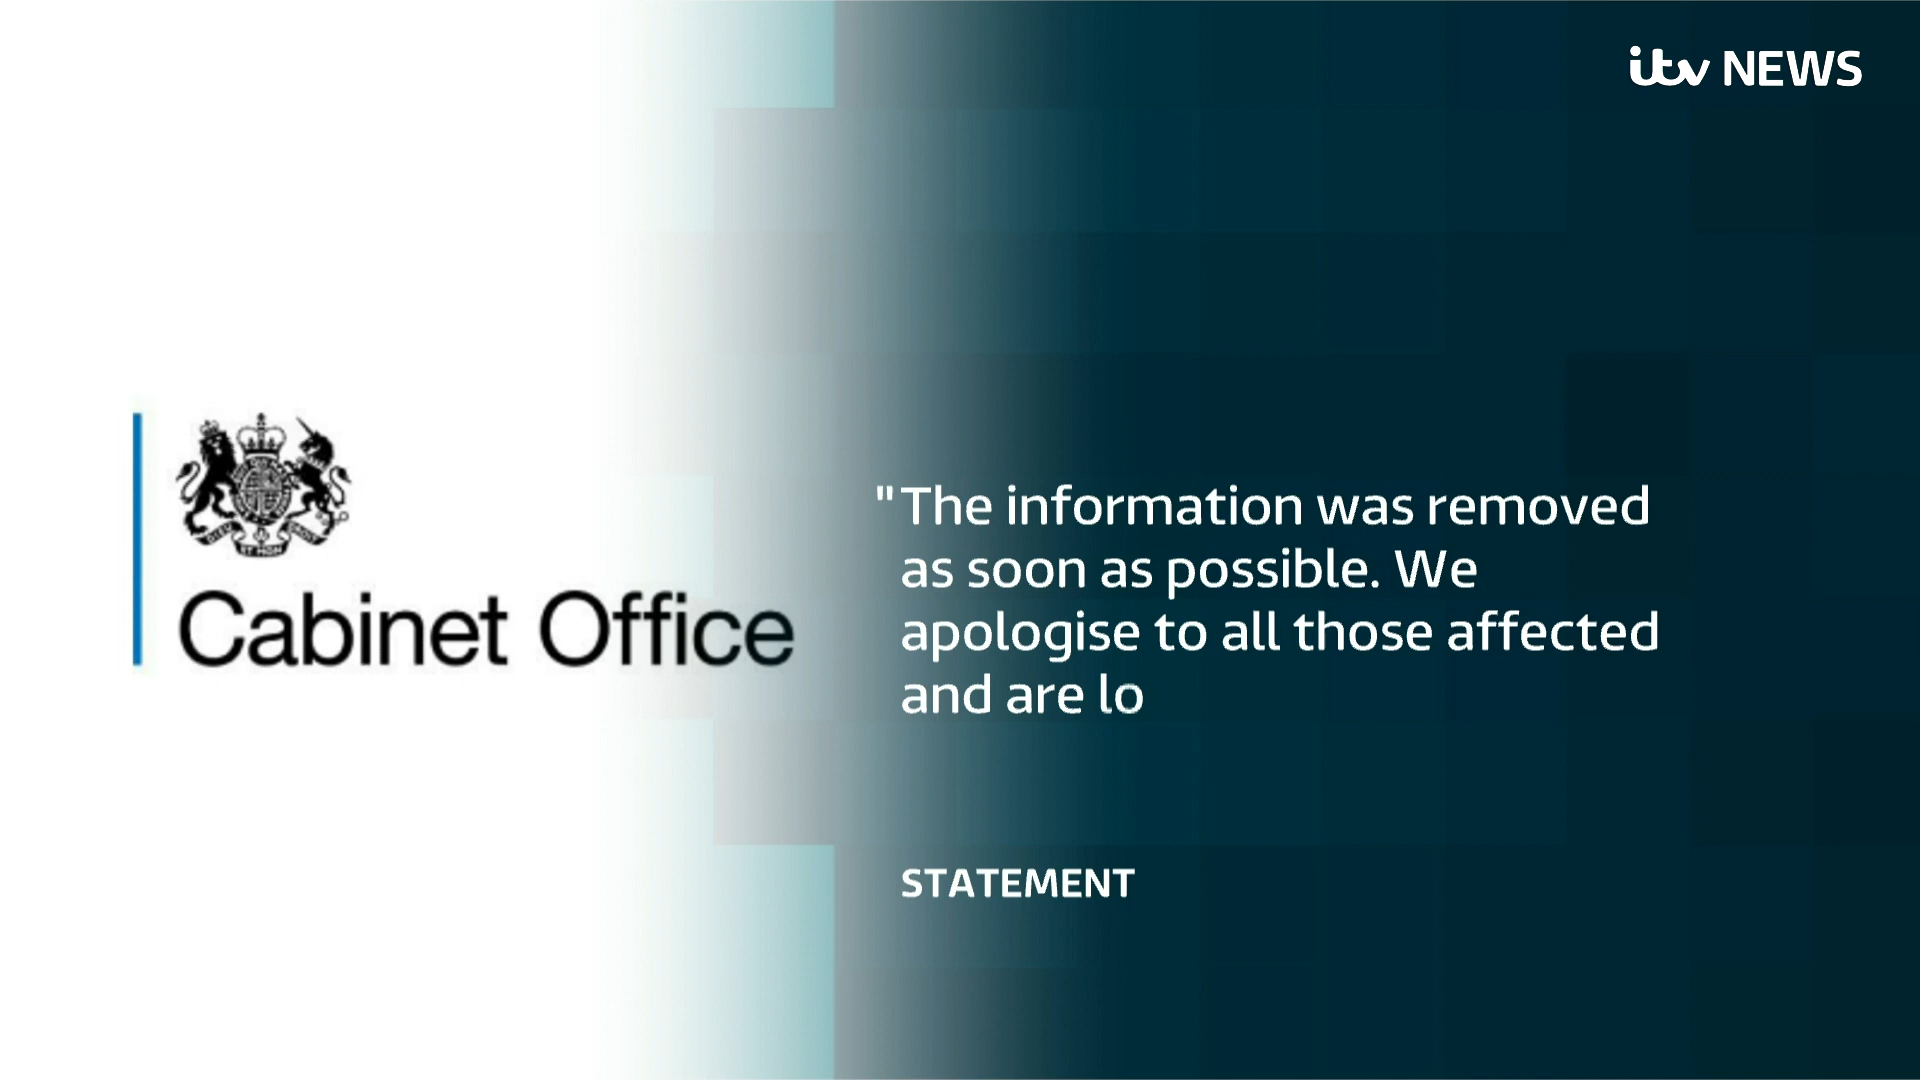 itv NEWS
Cabinet Office
"The information was removed
as soon as possible. We
apologise to all those affected
and are lo
STATEMENT